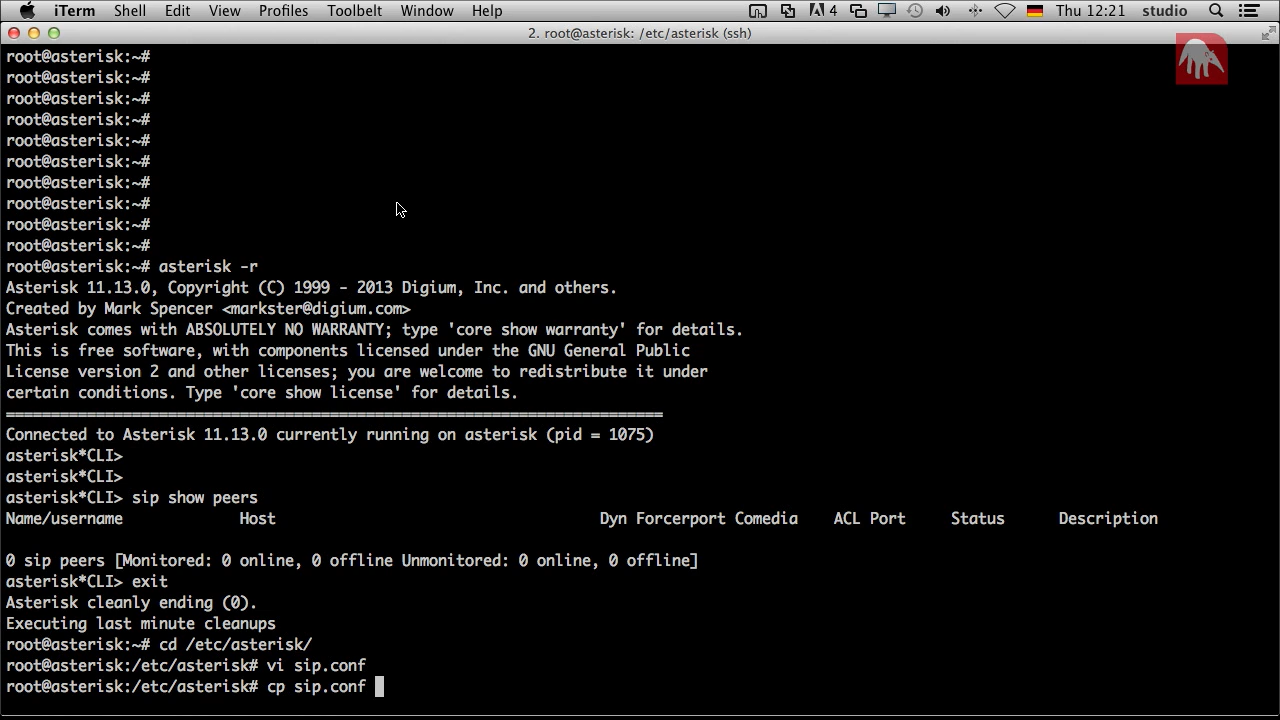 iTerm Shell Edit View Profiles Toolbelt Window Help 4 Thu 12:21 studio
2. root@asterisk: /etc/asterisk (ssh)
root@asterisk:~#
root@asterisk:~#
root@asterisk:~#
root@asterisk:~#
root@asterisk:~#
root@asterisk:~#
root@asterisk:~#
root@asterisk:~#
root@asterisk:~#
root@asterisk:~#
root@asterisk:~# asterisk -r
Asterisk 11.13.0, Copyright (C) 1999 - 2013 Digium, Inc. and others.
Created by Mark Spencer <markster@digium.com>
Asterisk comes with ABSOLUTELY NO WARRANTY; type 'core show warranty' for details.
This is free software, with components licensed under the GNU General Public
License version 2 and other licenses; you are welcome to redistribute it under
certain conditions. Type 'core show license' for details.
=========================================================================
Connected to Asterisk 11.13.0 currently running on asterisk (pid = 1075)
asterisk*CLI>
asterisk*CLI>
asterisk*CLI> sip show peers
Name/username Host Dyn Forcerport Comedia ACL Port Status Description
0 sip peers [Monitored: 0 online, 0 offline Unmonitored: 0 online, 0 offline]
asterisk*CLI> exit
Asterisk cleanly ending (0).
Executing last minute cleanups
root@asterisk:~# cd /etc/asterisk/
root@asterisk:/etc/asterisk# vi sip.conf
root@asterisk:/etc/asterisk# cp sip.conf